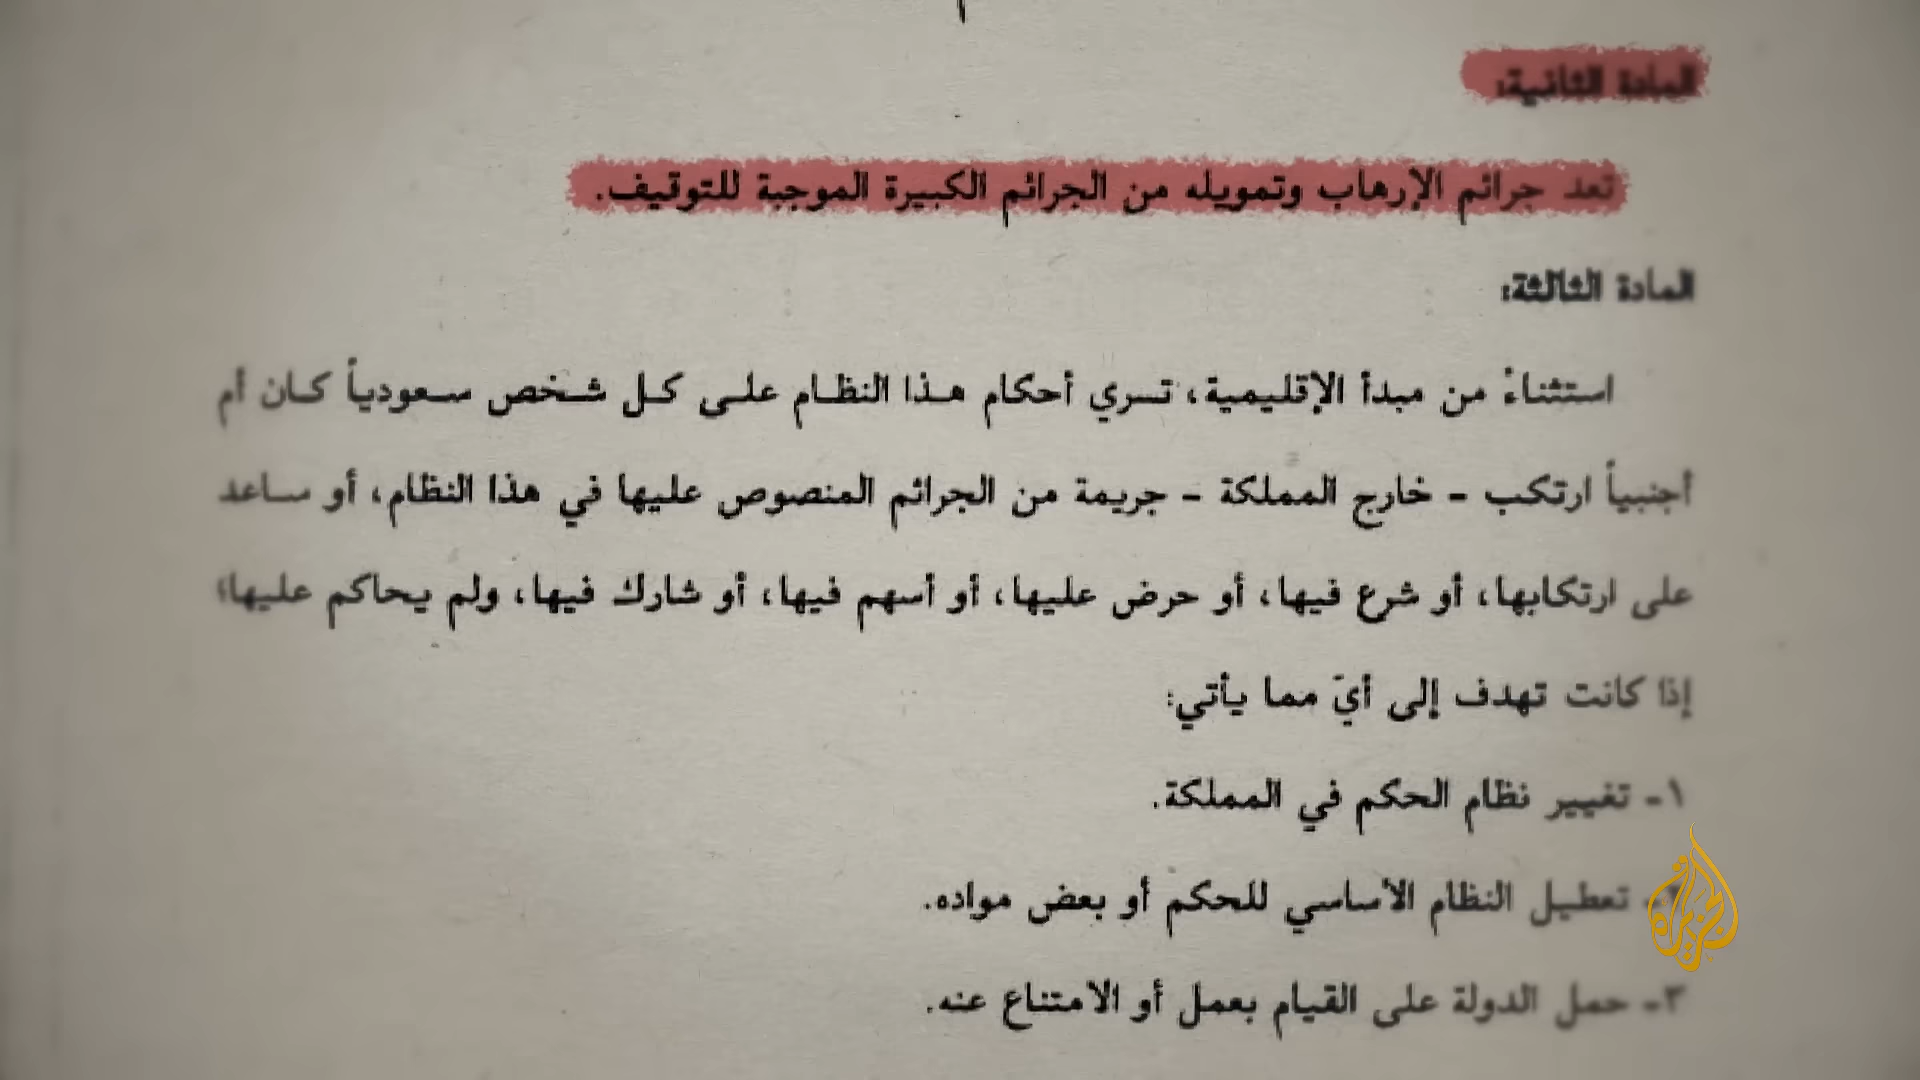 المادة الثانية:
تعد جرائم الإرهاب وتمويله من الجرائم الكبيرة الموجبة للتوقيف.
المادة الثالثة:
استثناءً من مبدأ الإقليمية، تسري أحكام هذا النظام على كل شخص سعودياً كان أم
أجنبياً ارتكب - خارج المملكة - جريمة من الجرائم المنصوص عليها في هذا النظام، أو ساعد
على ارتكابها، أو شرع فيها، أو حرض عليها، أو أسهم فيها، أو شارك فيها، ولم يحاكم عليها؛
إذا كانت تهدف إلى أيّ مما يأتي:
١- تغيير نظام الحكم في المملكة.
٢- تعطيل النظام الأساسي للحكم أو بعض مواده.
٣- حمل الدولة على القيام بعمل أو الامتناع عنه.
الجزيرة